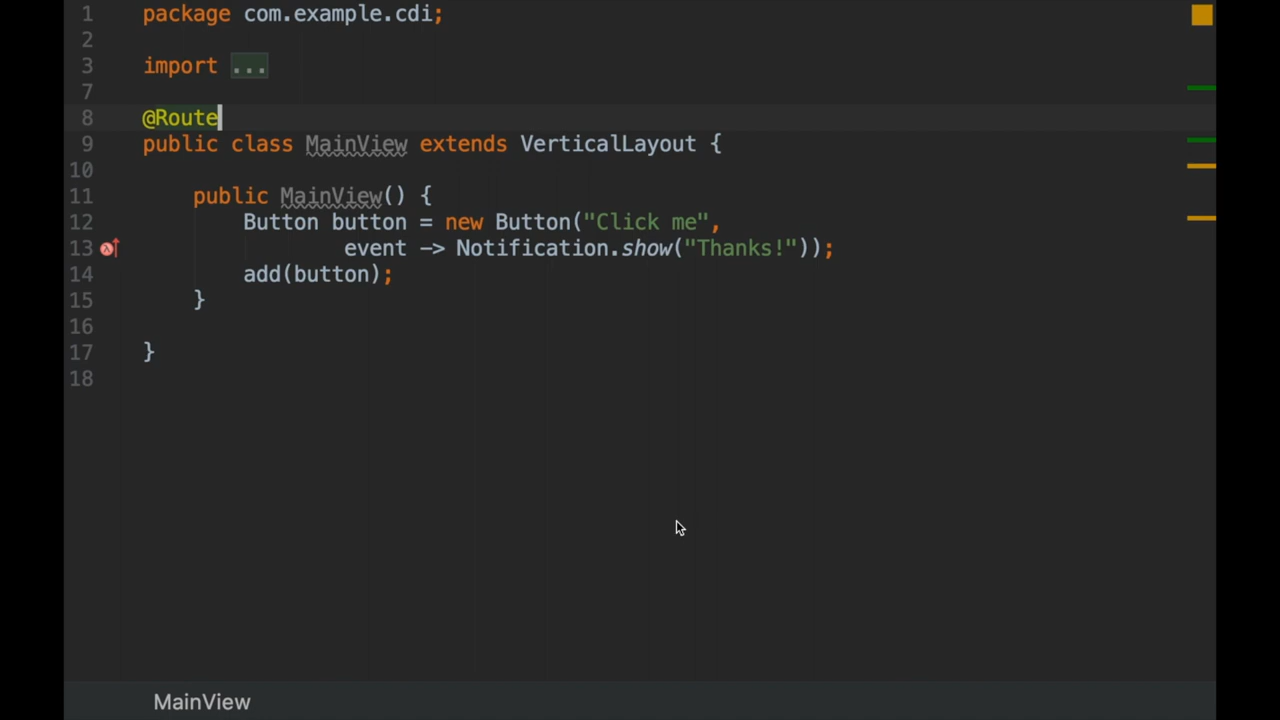 1 package com.example.cdi;
2
3 import ...
7
8 @Route
9 public class MainView extends VerticalLayout {
10
11 public MainView() {
12 Button button = new Button("Click me",
13 event -> Notification.show("Thanks!"));
14 add(button);
15 }
16
17 }
18
MainView